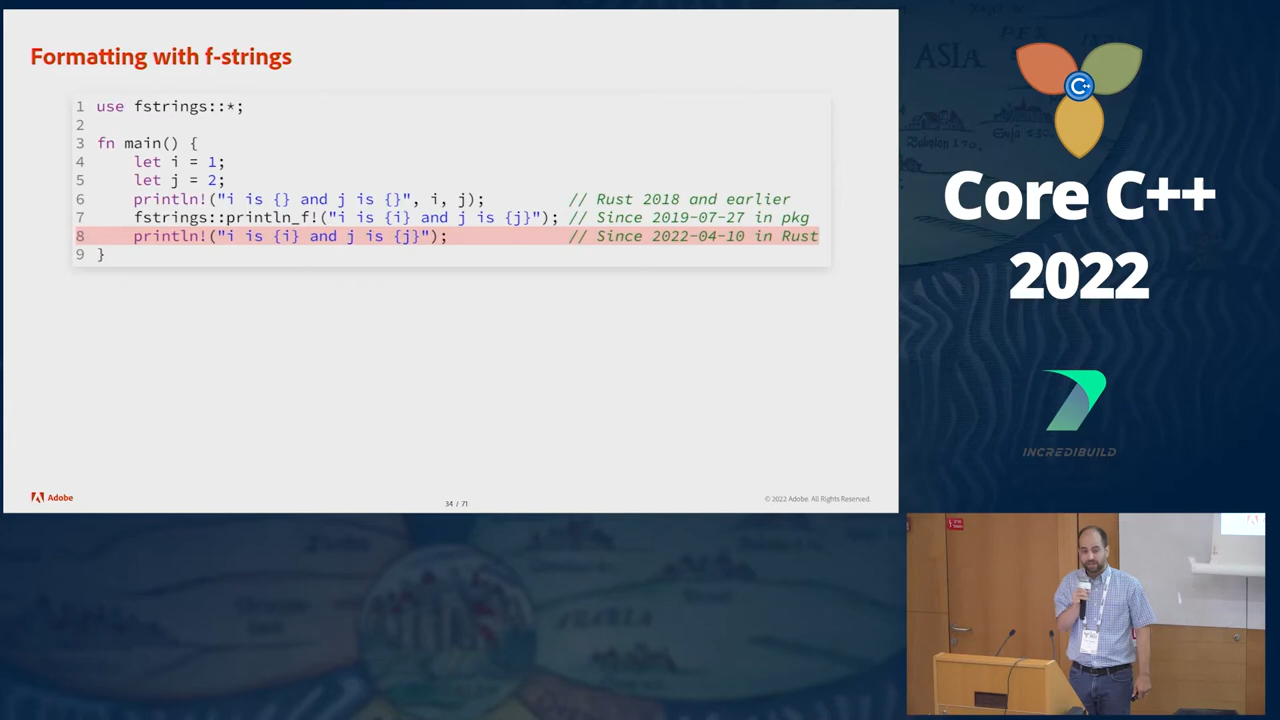 Formatting with f-strings
1 use fstrings::*;
2
3 fn main() {
4     let i = 1;
5     let j = 2;
6     println!("i is {} and j is {}", i, j);         // Rust 2018 and earlier
7     fstrings::println_f!("i is {i} and j is {j}"); // Since 2019-07-27 in pkg
8     println!("i is {i} and j is {j}");             // Since 2022-04-10 in Rust
9 }
Adobe
34 / 71
© 2022 Adobe. All Rights Reserved.
ASIA
C++
Core C++
2022
INCREDIBUILD